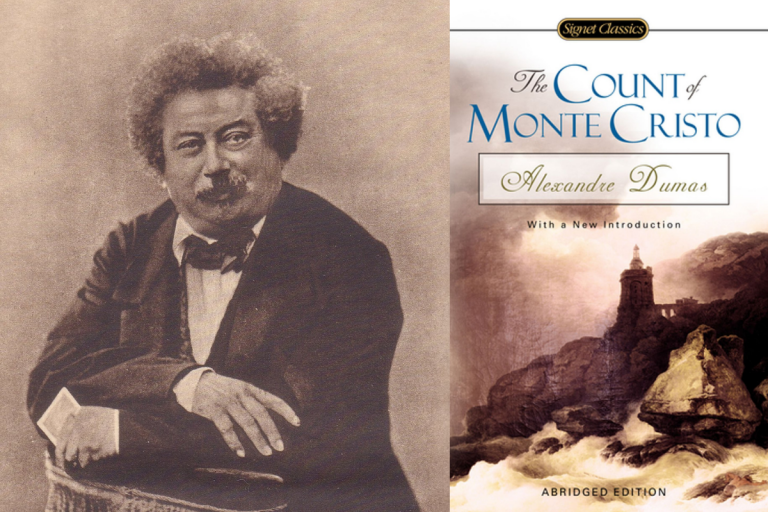 Signet Classics
The COUNT of
MONTE CRISTO
Alexandre Dumas
With a New Introduction
ABRIDGED EDITION